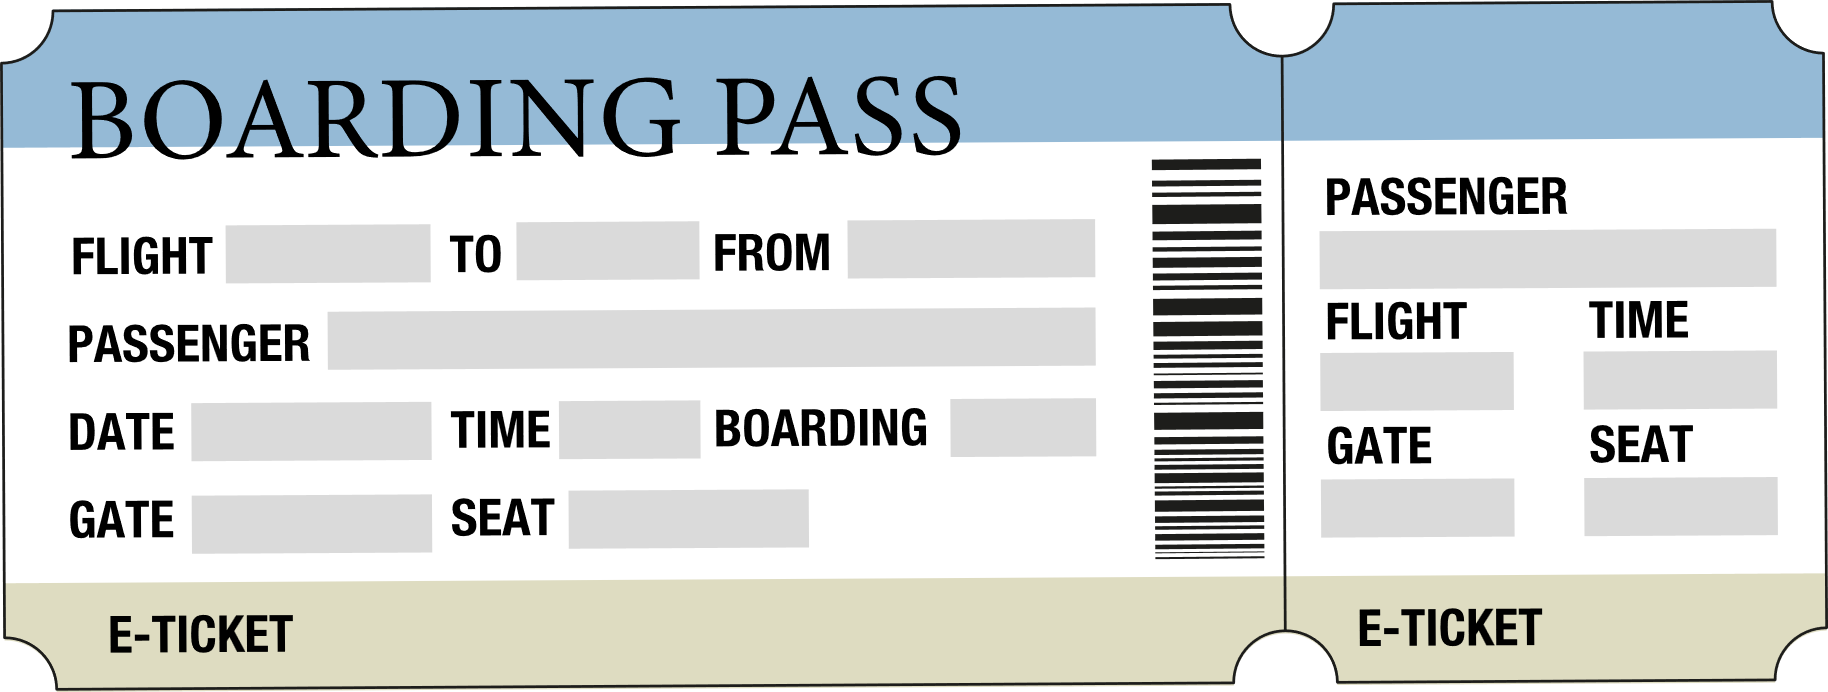 BOARDING PASS
FLIGHT TO FROM
PASSENGER
DATE TIME BOARDING
GATE SEAT
E-TICKET
PASSENGER
FLIGHT TIME
GATE SEAT
E-TICKET